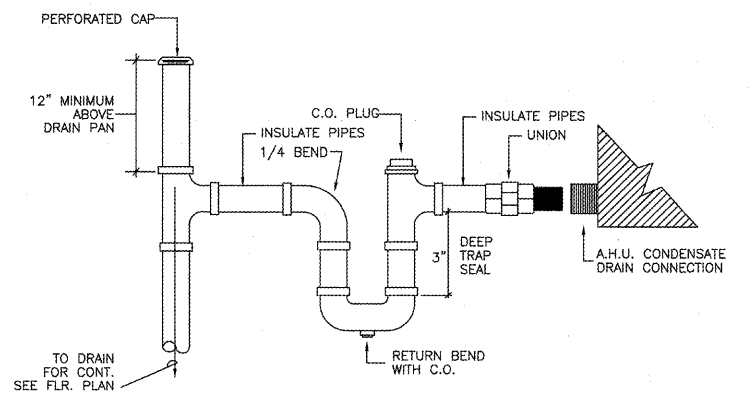 PERFORATED CAP
12" MINIMUM
ABOVE
DRAIN PAN
INSULATE PIPES
1/4 BEND
C.O. PLUG
INSULATE PIPES
UNION
3"
DEEP
TRAP
SEAL
A.H.U. CONDENSATE
DRAIN CONNECTION
RETURN BEND
WITH C.O.
TO DRAIN
FOR CONT.
SEE FLR. PLAN